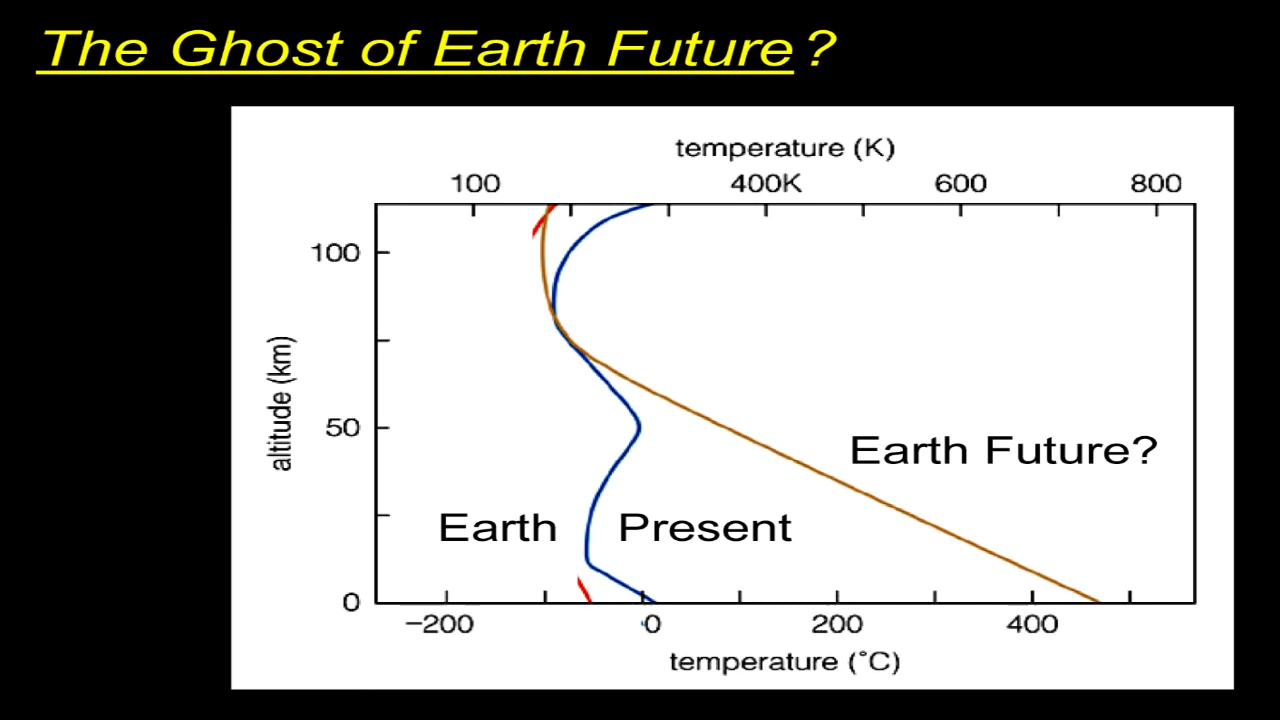 The Ghost of Earth Future?
temperature (K)
100 400K 600 800
100
altitude (km)
50
Earth Future?
Earth Present
0
−200 0 200 400
temperature (°C)